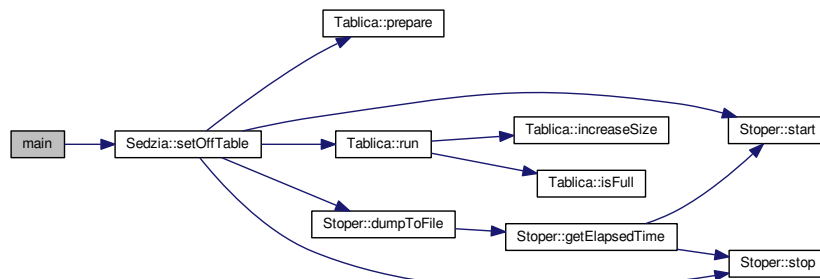 Tablica::prepare
Tablica::increaseSize
Stoper::start
main
Sedzia::setOffTable
Tablica::run
Tablica::isFull
Stoper::dumpToFile
Stoper::getElapsedTime
Stoper::stop